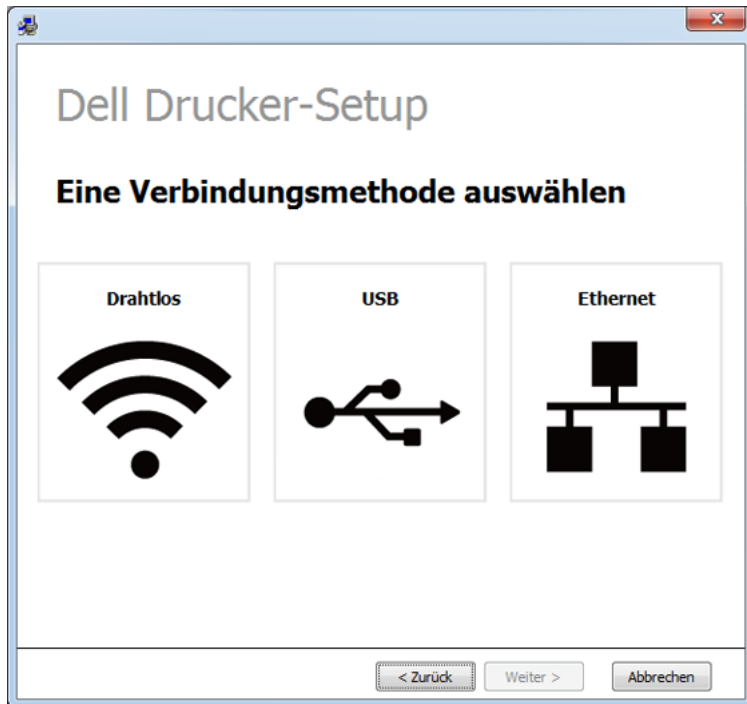 Dell Drucker-Setup
Eine Verbindungsmethode auswählen
Drahtlos
USB
Ethernet
< Zurück
Weiter >
Abbrechen